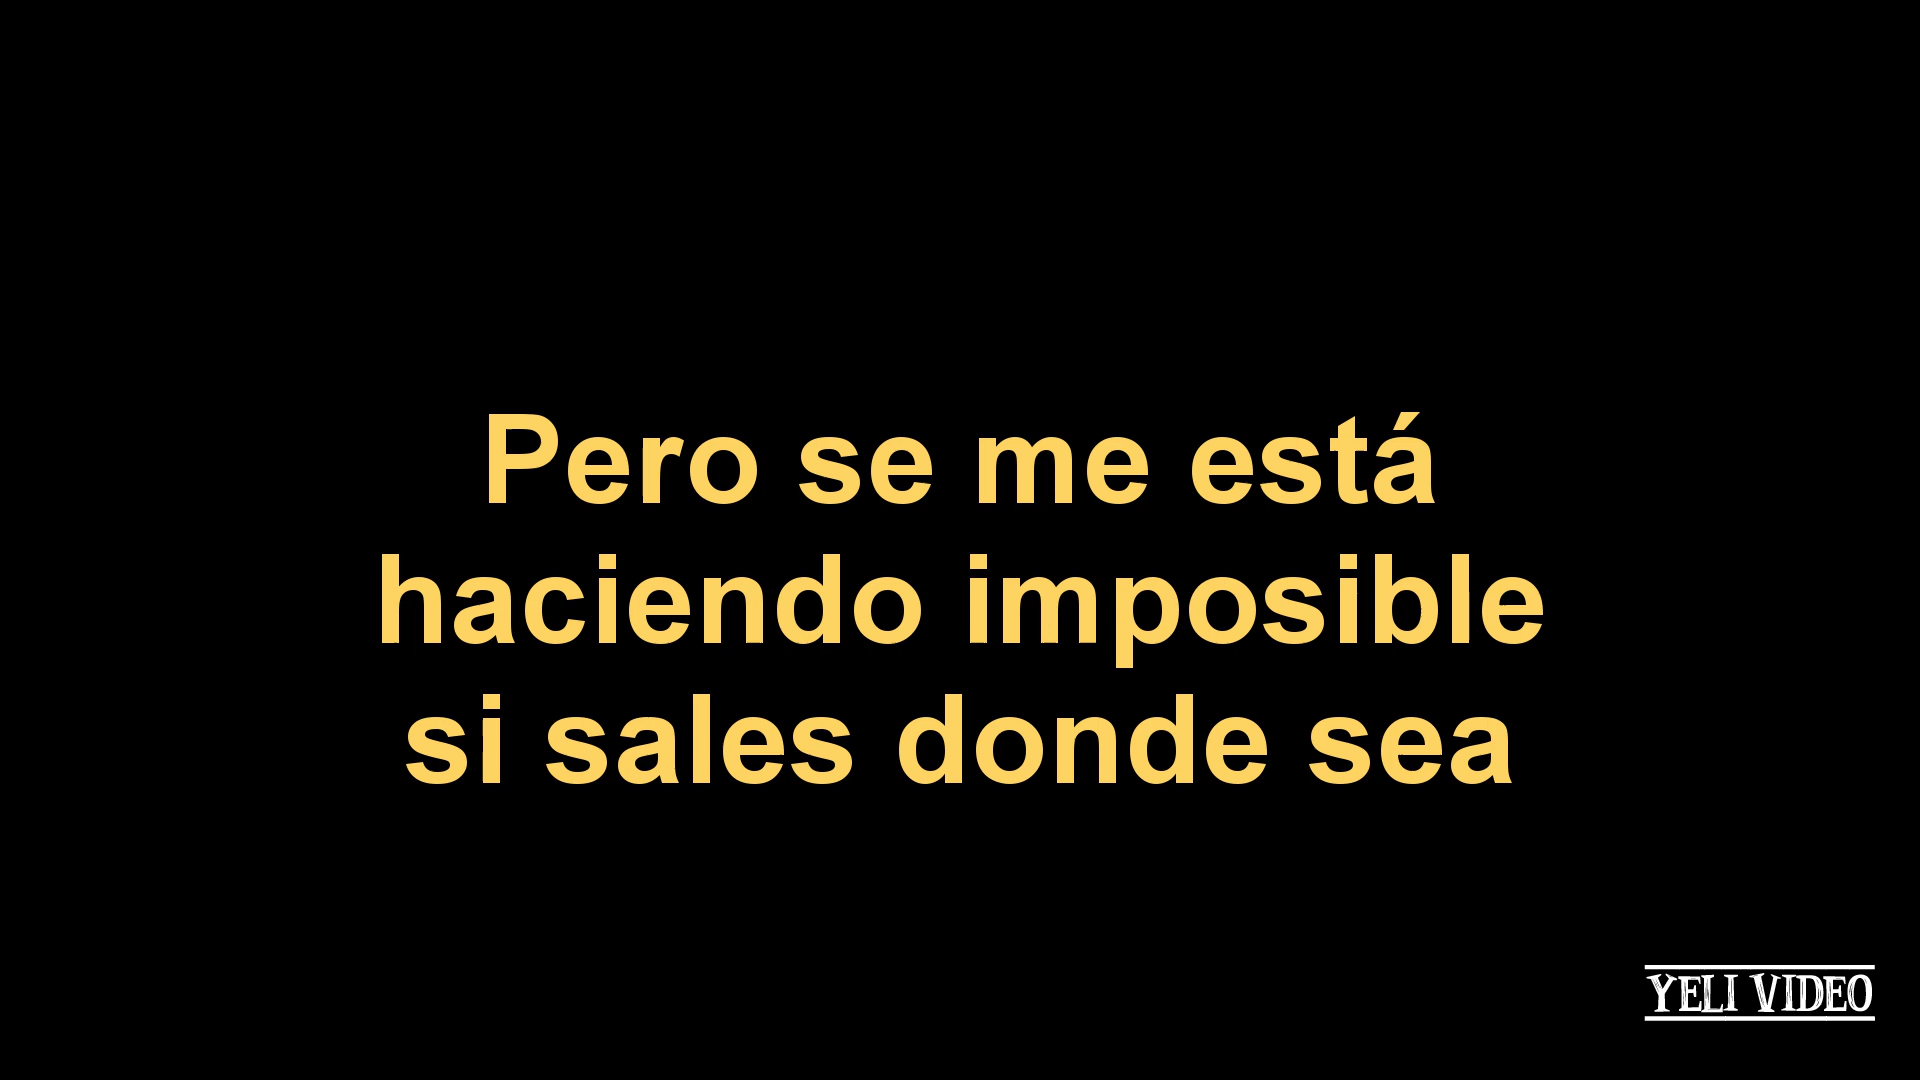 Pero se me está
haciendo imposible
si sales donde sea
YELI VIDEO